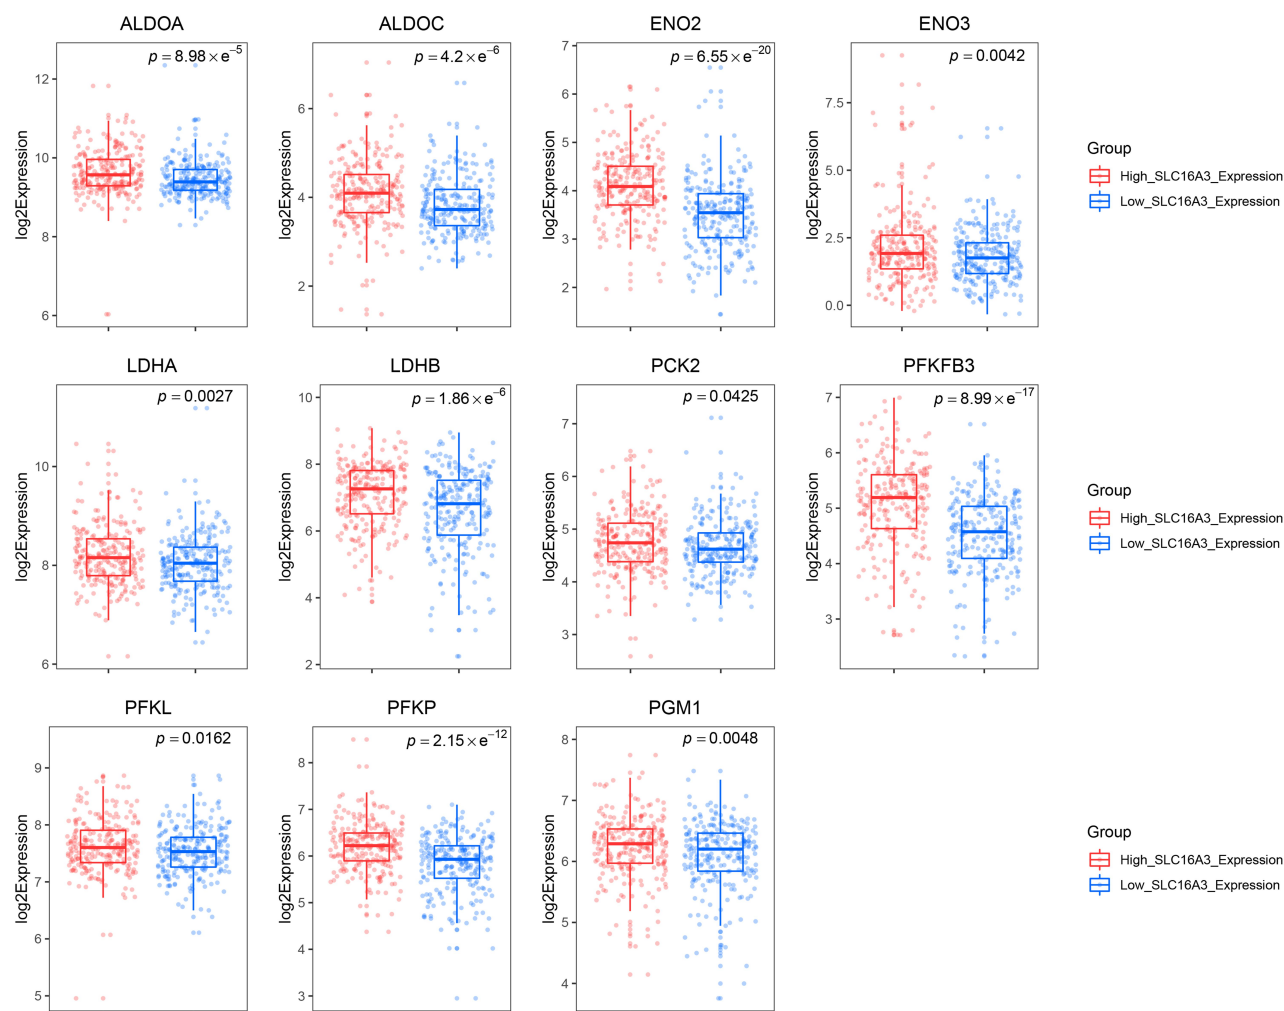 ALDOA
ALDOC
ENO2
ENO3
p = 8.98 × e−5
p = 4.2 × e−6
p = 6.55 × e−20
p = 0.0042
log2Expression
12
10
8
6
log2Expression
6
4
2
log2Expression
7
6
5
4
3
2
log2Expression
7.5
5.0
2.5
0.0
Group
High_SLC16A3_Expression
Low_SLC16A3_Expression
LDHA
LDHB
PCK2
PFKFB3
p = 0.0027
p = 1.86 × e−6
p = 0.0425
p = 8.99 × e−17
log2Expression
10
8
6
log2Expression
10
8
6
4
2
log2Expression
7
6
5
4
3
log2Expression
7
6
5
4
3
Group
High_SLC16A3_Expression
Low_SLC16A3_Expression
PFKL
PFKP
PGM1
p = 0.0162
p = 2.15 × e−12
p = 0.0048
log2Expression
9
8
7
6
5
log2Expression
8
7
6
5
4
3
log2Expression
8
7
6
5
4
Group
High_SLC16A3_Expression
Low_SLC16A3_Expression